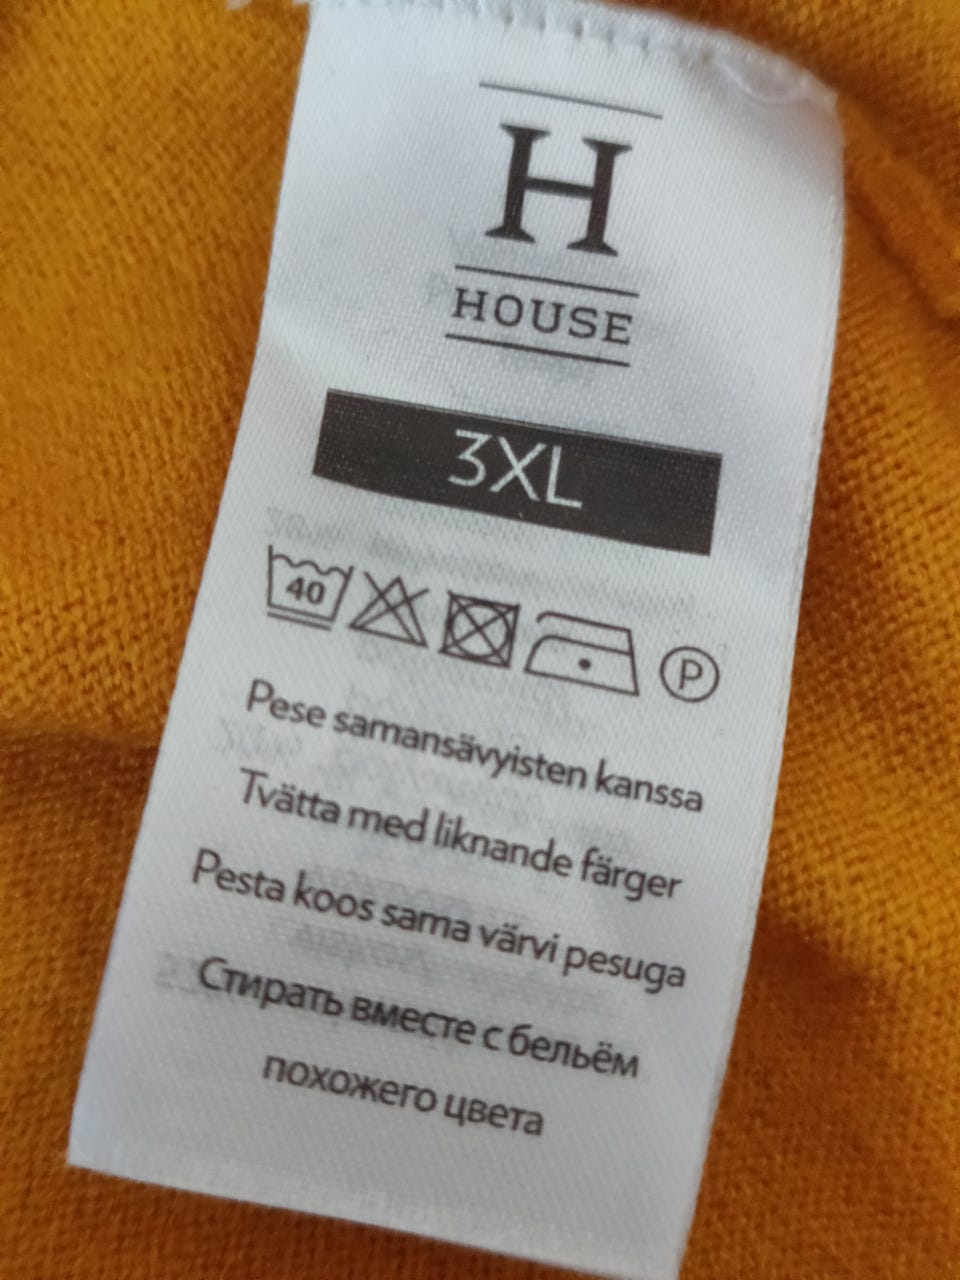 H
HOUSE
3XL
40 P
Pese samansävyisten kanssa
Tvätta med liknande färger
Pesta koos sama värvi pesuga
Стирать вместе с бельём
похожего цвета